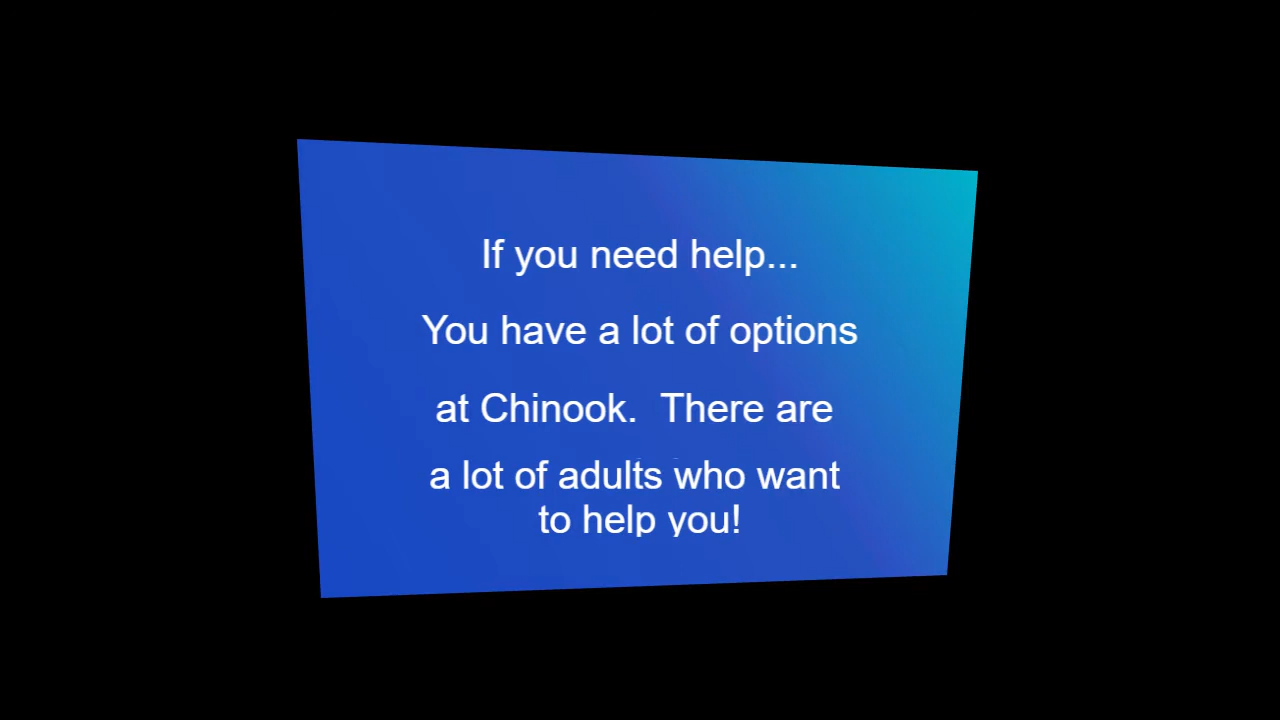 If you need help...
You have a lot of options
at Chinook.  There are
a lot of adults who want
to help you!